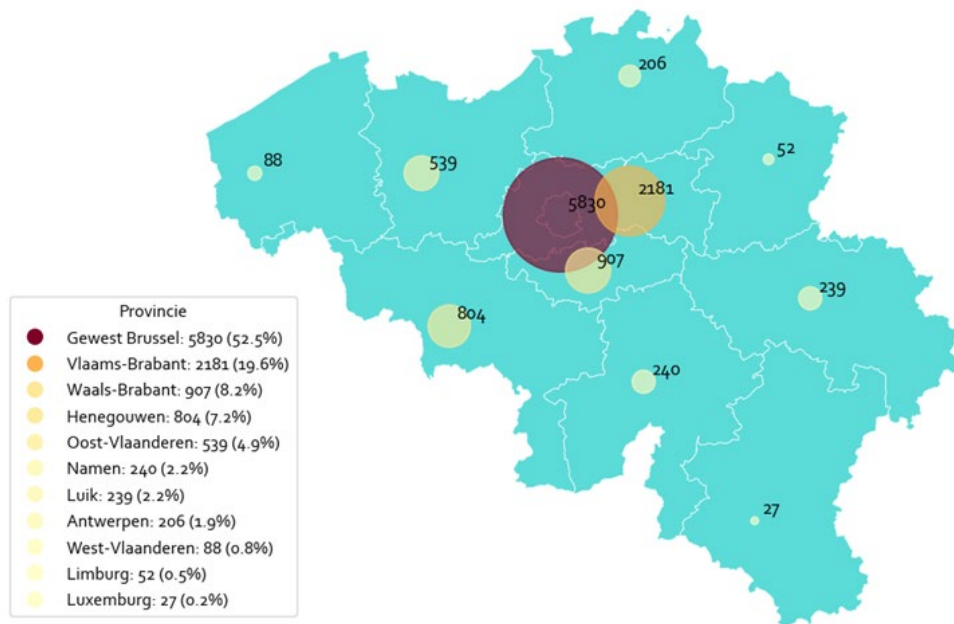 206
88
539
52
5830
2181
907
239
804
240
27
Provincie
Gewest Brussel: 5830 (52.5%)
Vlaams-Brabant: 2181 (19.6%)
Waals-Brabant: 907 (8.2%)
Henegouwen: 804 (7.2%)
Oost-Vlaanderen: 539 (4.9%)
Namen: 240 (2.2%)
Luik: 239 (2.2%)
Antwerpen: 206 (1.9%)
West-Vlaanderen: 88 (0.8%)
Limburg: 52 (0.5%)
Luxemburg: 27 (0.2%)